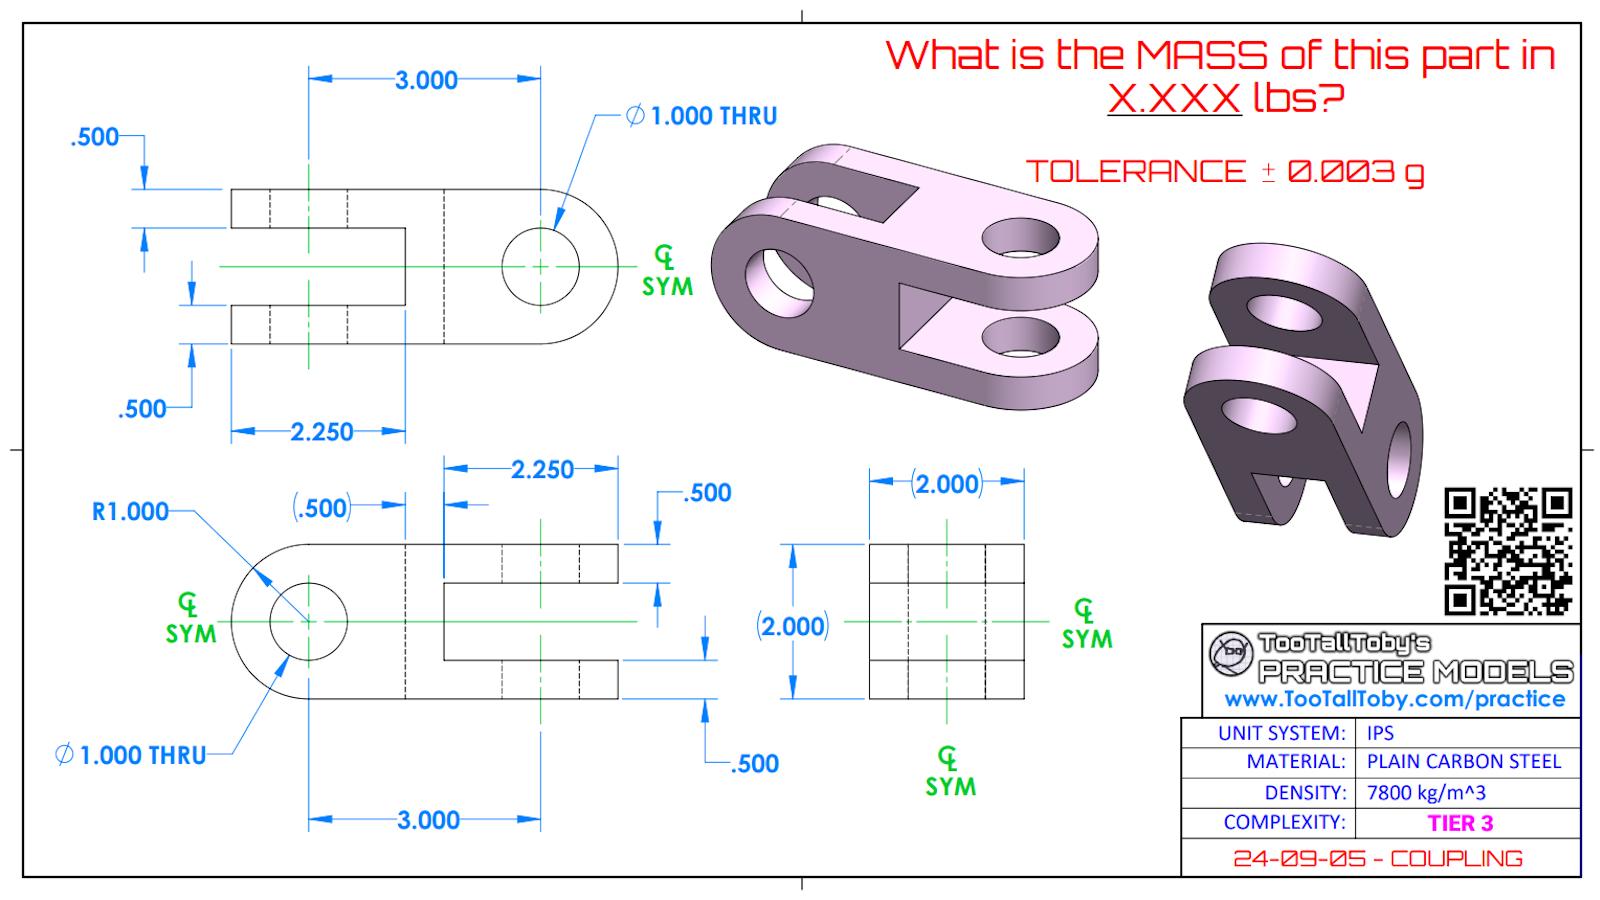 What is the MASS of this part in
X.XXX lbs?
TOLERANCE ± 0.003 g
3.000
∅ 1.000 THRU
.500
℄
SYM
.500
2.250
2.250
(.500)
.500
(2.000)
R1.000
℄
SYM
(2.000)
℄
SYM
∅ 1.000 THRU
.500
℄
SYM
3.000
TooTallToby's
PRACTICE MODELS
www.TooTallToby.com/practice
UNIT SYSTEM: IPS
MATERIAL: PLAIN CARBON STEEL
DENSITY: 7800 kg/m^3
COMPLEXITY: TIER 3
24-09-05 - COUPLING